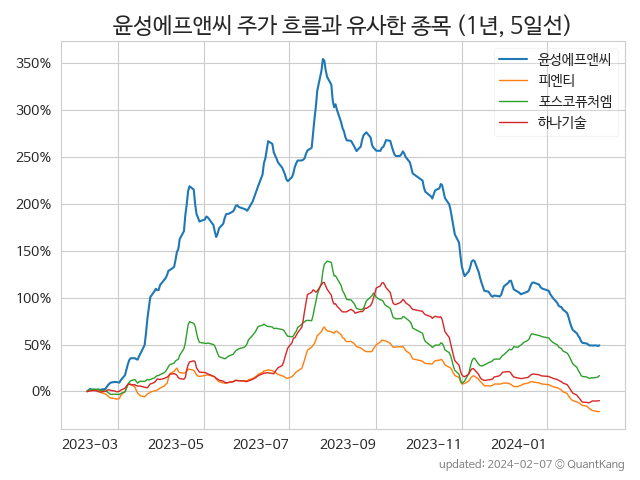 윤성에프앤씨 주가 흐름과 유사한 종목 (1년, 5일선)
윤성에프앤씨
피엔티
포스코퓨처엠
하나기술
350%
300%
250%
200%
150%
100%
50%
0%
2023-03 2023-05 2023-07 2023-09 2023-11 2024-01
updated: 2024-02-07 © QuantKang